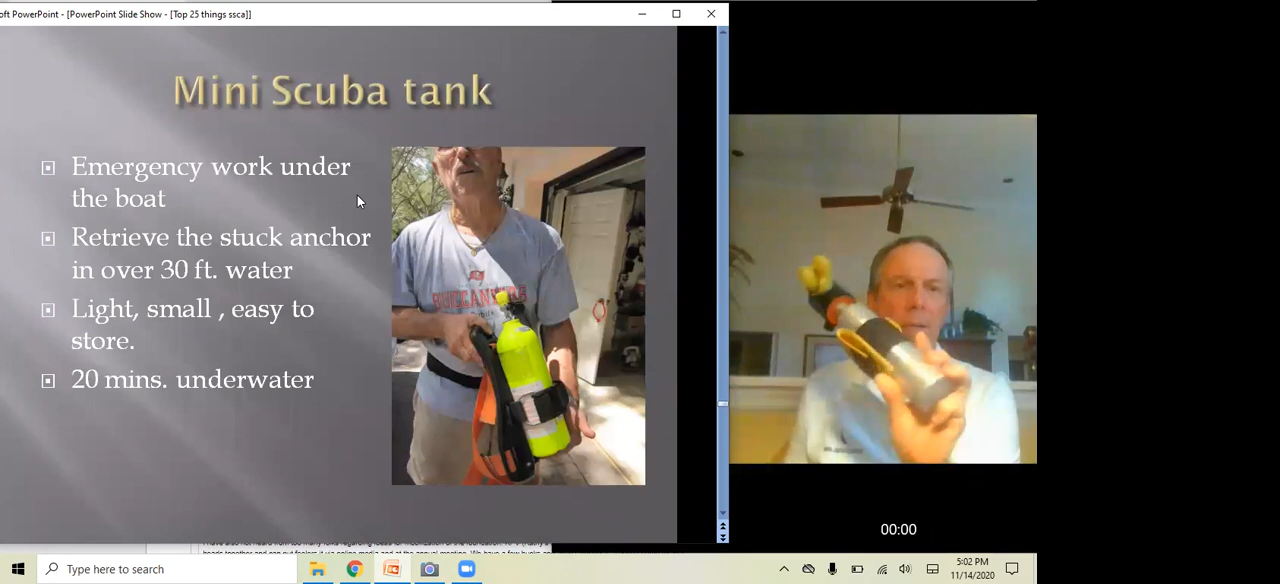 oft PowerPoint - [PowerPoint Slide Show - [Top 25 things ssca]]
Mini Scuba tank
Emergency work under
the boat
Retrieve the stuck anchor
in over 30 ft. water
Light, small , easy to
store.
20 mins. underwater
BUCCANEERS
00:00
Type here to search
5:02 PM
11/14/2020